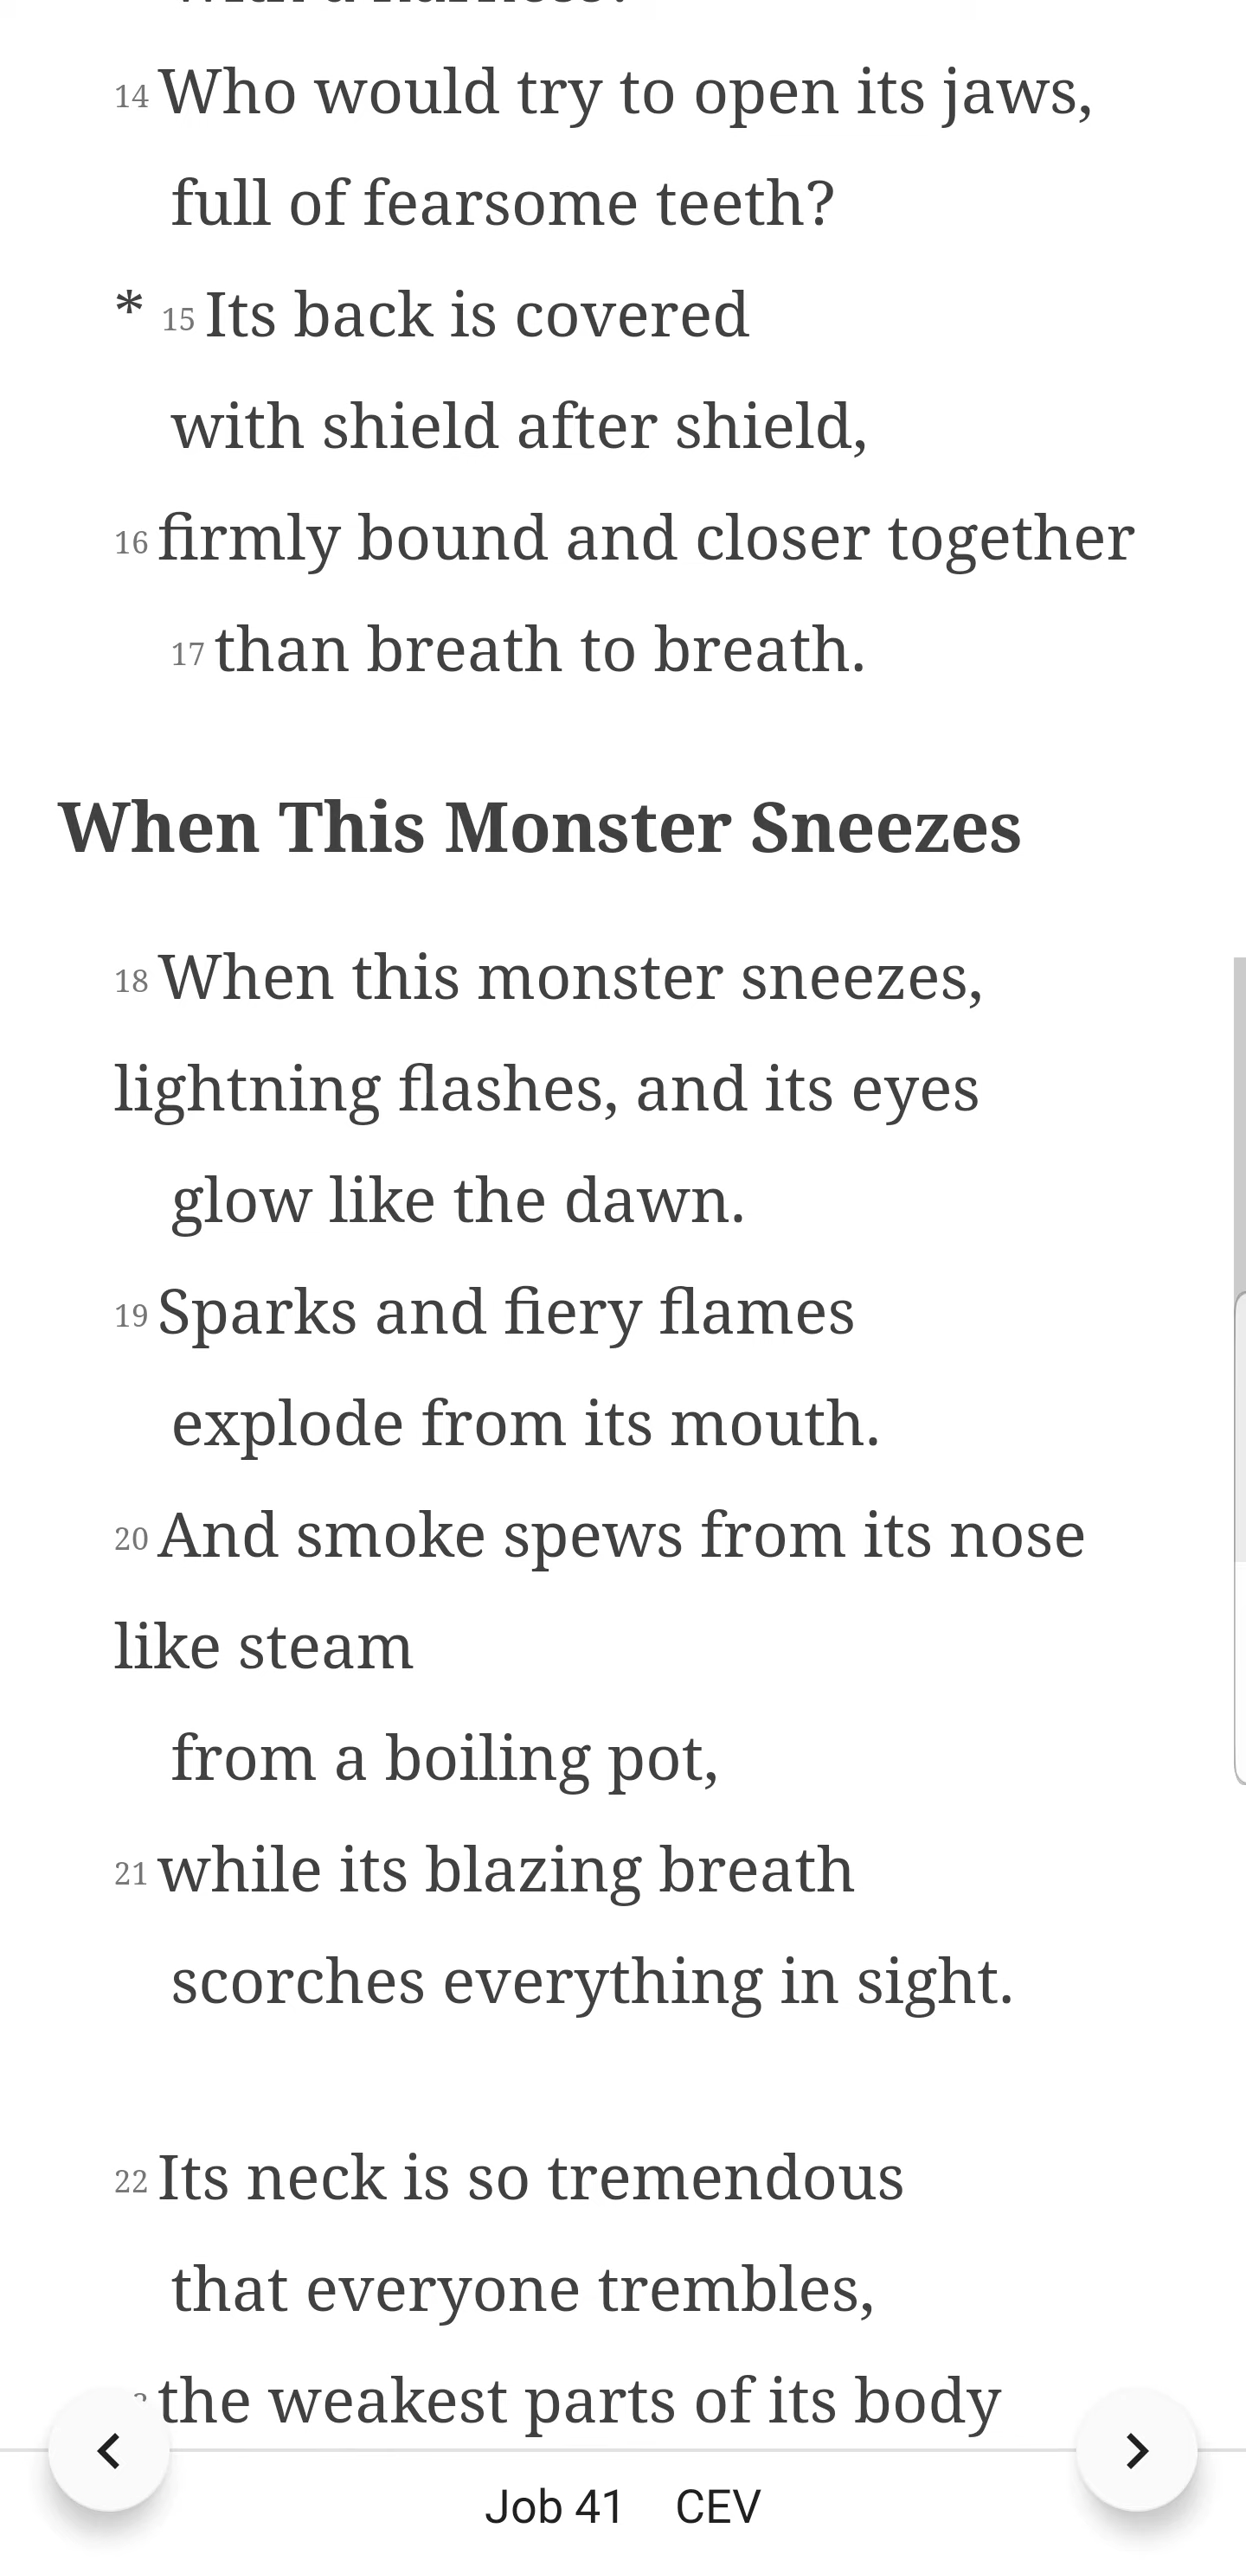 14 Who would try to open its jaws,
full of fearsome teeth?
* 15 Its back is covered
with shield after shield,
16 firmly bound and closer together
17 than breath to breath.
When This Monster Sneezes
18 When this monster sneezes,
lightning flashes, and its eyes
glow like the dawn.
19 Sparks and fiery flames
explode from its mouth.
20 And smoke spews from its nose
like steam
from a boiling pot,
21 while its blazing breath
scorches everything in sight.
22 Its neck is so tremendous
that everyone trembles,
the weakest parts of its body
Job 41 CEV